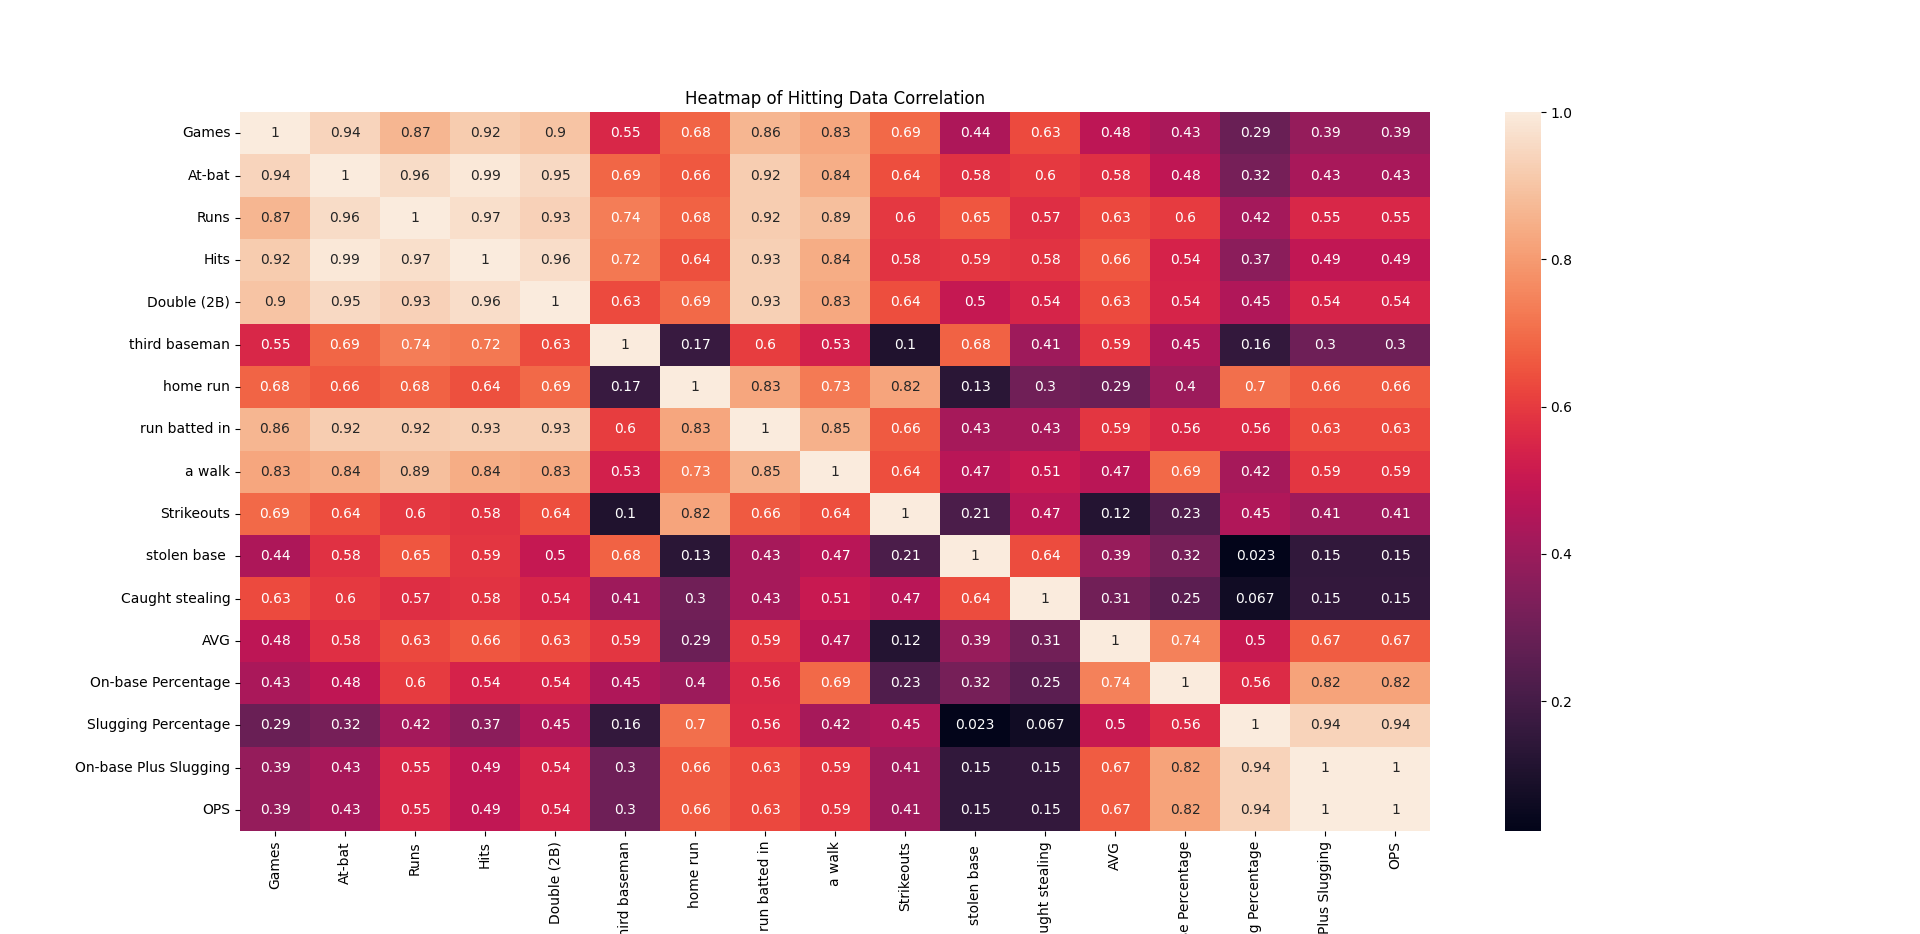 Heatmap of Hitting Data Correlation
Games 1 0.94 0.87 0.92 0.9 0.55 0.68 0.86 0.83 0.69 0.44 0.63 0.48 0.43 0.29 0.39 0.39
At-bat 0.94 1 0.96 0.99 0.95 0.69 0.66 0.92 0.84 0.64 0.58 0.6 0.58 0.48 0.32 0.43 0.43
Runs 0.87 0.96 1 0.97 0.93 0.74 0.68 0.92 0.89 0.6 0.65 0.57 0.63 0.6 0.42 0.55 0.55
Hits 0.92 0.99 0.97 1 0.96 0.72 0.64 0.93 0.84 0.58 0.59 0.58 0.66 0.54 0.37 0.49 0.49
Double (2B) 0.9 0.95 0.93 0.96 1 0.63 0.69 0.93 0.83 0.64 0.5 0.54 0.63 0.54 0.45 0.54 0.54
third baseman 0.55 0.69 0.74 0.72 0.63 1 0.17 0.6 0.53 0.1 0.68 0.41 0.59 0.45 0.16 0.3 0.3
home run 0.68 0.66 0.68 0.64 0.69 0.17 1 0.83 0.73 0.82 0.13 0.3 0.29 0.4 0.7 0.66 0.66
run batted in 0.86 0.92 0.92 0.93 0.93 0.6 0.83 1 0.85 0.66 0.43 0.43 0.59 0.56 0.56 0.63 0.63
a walk 0.83 0.84 0.89 0.84 0.83 0.53 0.73 0.85 1 0.64 0.47 0.51 0.47 0.69 0.42 0.59 0.59
Strikeouts 0.69 0.64 0.6 0.58 0.64 0.1 0.82 0.66 0.64 1 0.21 0.47 0.12 0.23 0.45 0.41 0.41
stolen base 0.44 0.58 0.65 0.59 0.5 0.68 0.13 0.43 0.47 0.21 1 0.64 0.39 0.32 0.023 0.15 0.15
Caught stealing 0.63 0.6 0.57 0.58 0.54 0.41 0.3 0.43 0.51 0.47 0.64 1 0.31 0.25 0.067 0.15 0.15
AVG 0.48 0.58 0.63 0.66 0.63 0.59 0.29 0.59 0.47 0.12 0.39 0.31 1 0.74 0.5 0.67 0.67
On-base Percentage 0.43 0.48 0.6 0.54 0.54 0.45 0.4 0.56 0.69 0.23 0.32 0.25 0.74 1 0.56 0.82 0.82
Slugging Percentage 0.29 0.32 0.42 0.37 0.45 0.16 0.7 0.56 0.42 0.45 0.023 0.067 0.5 0.56 1 0.94 0.94
On-base Plus Slugging 0.39 0.43 0.55 0.49 0.54 0.3 0.66 0.63 0.59 0.41 0.15 0.15 0.67 0.82 0.94 1 1
OPS 0.39 0.43 0.55 0.49 0.54 0.3 0.66 0.63 0.59 0.41 0.15 0.15 0.67 0.82 0.94 1 1
Games
At-bat
Runs
Hits
Double (2B)
hird baseman
home run
run batted in
a walk
Strikeouts
stolen base
ught stealing
AVG
e Percentage
g Percentage
Plus Slugging
OPS
1.0
0.8
0.6
0.4
0.2